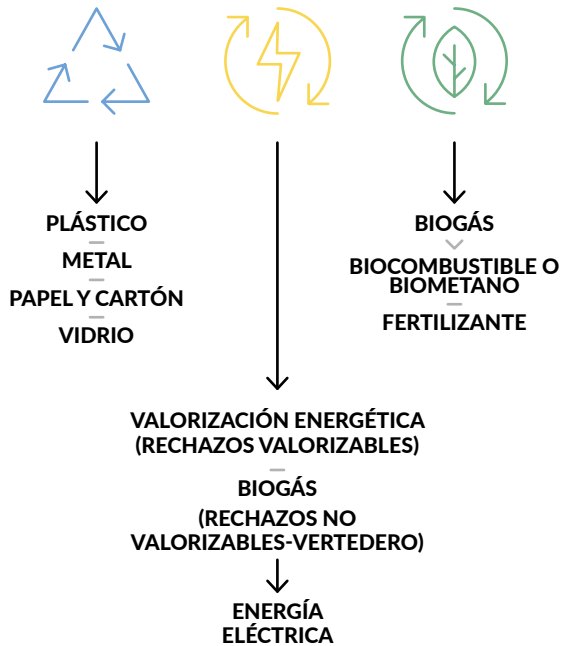 PLÁSTICO
METAL
PAPEL Y CARTÓN
VIDRIO
BIOGÁS
BIOCOMBUSTIBLE O
BIOMETANO
FERTILIZANTE
VALORIZACIÓN ENERGÉTICA
(RECHAZOS VALORIZABLES)
BIOGÁS
(RECHAZOS NO
VALORIZABLES-VERTEDERO)
ENERGÍA
ELÉCTRICA